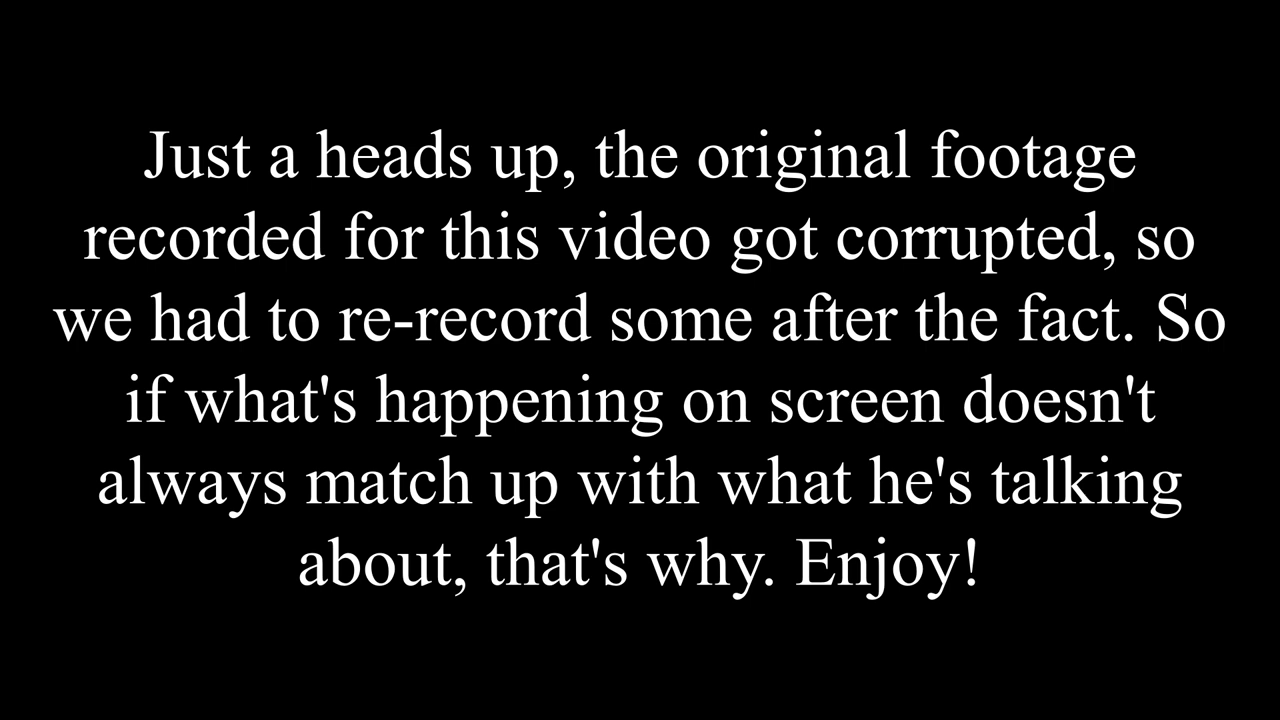 Just a heads up, the original footage
recorded for this video got corrupted, so
we had to re-record some after the fact. So
if what's happening on screen doesn't
always match up with what he's talking
about, that's why. Enjoy!